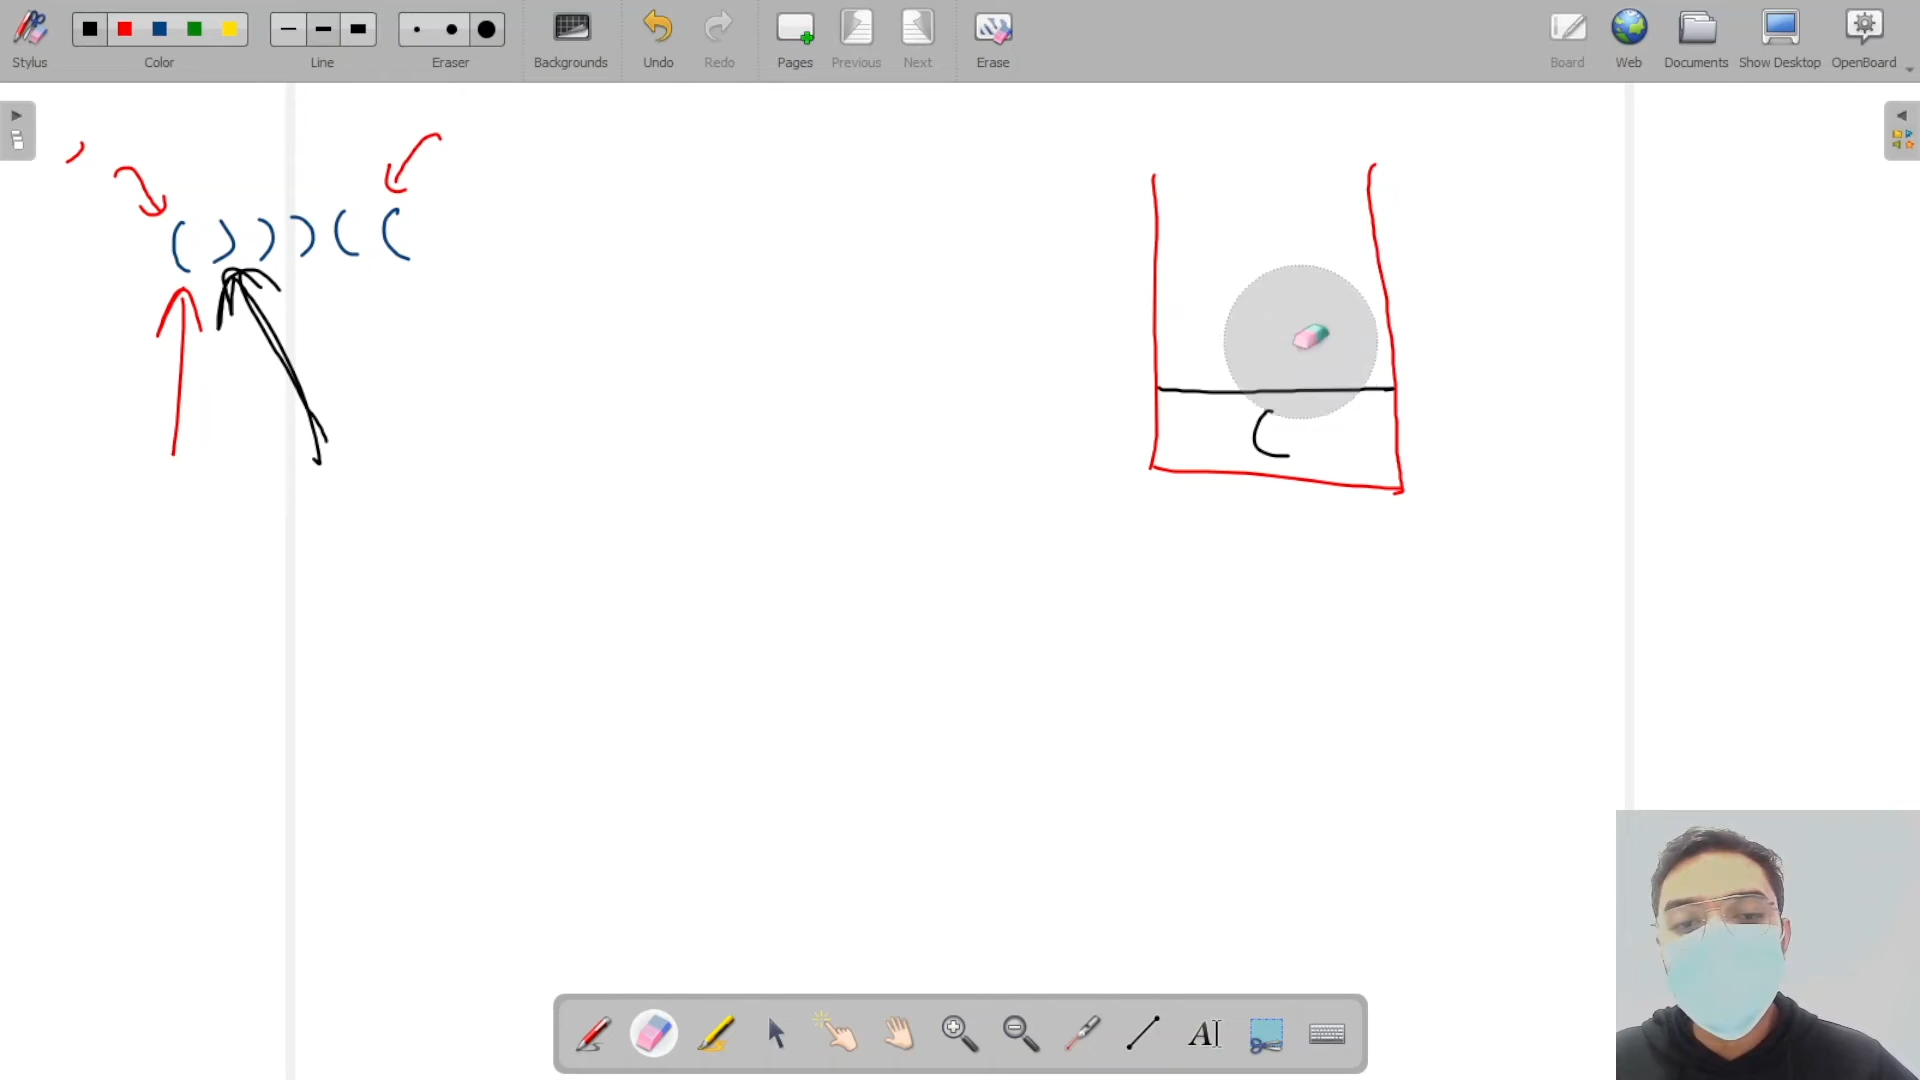 Stylus
Color
Line
Eraser
Backgrounds
Undo
Redo
Pages
Previous
Next
Erase
Board
Web
Documents
Show Desktop
OpenBoard
( ) ) ) ( (
(
A